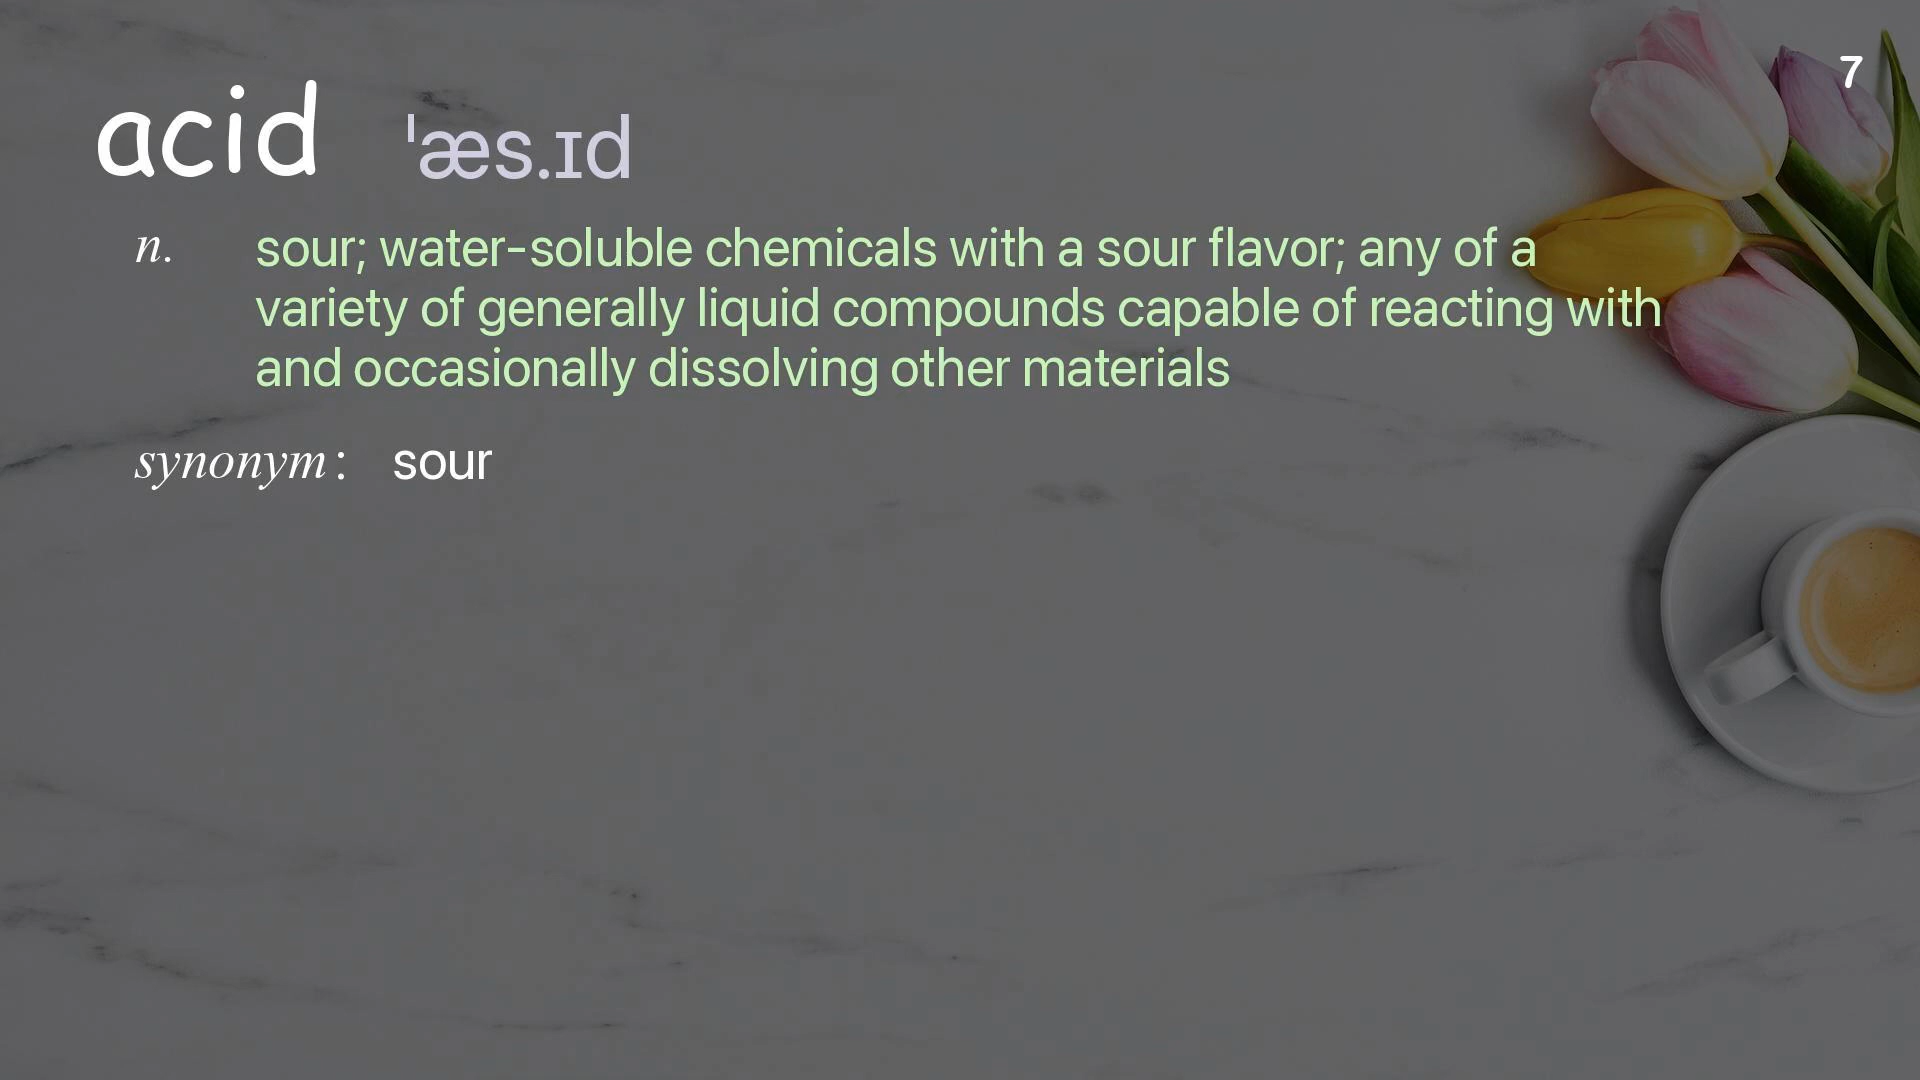 7
acid ˈæs.ɪd
n. sour; water-soluble chemicals with a sour flavor; any of a
variety of generally liquid compounds capable of reacting with
and occasionally dissolving other materials
synonym: sour